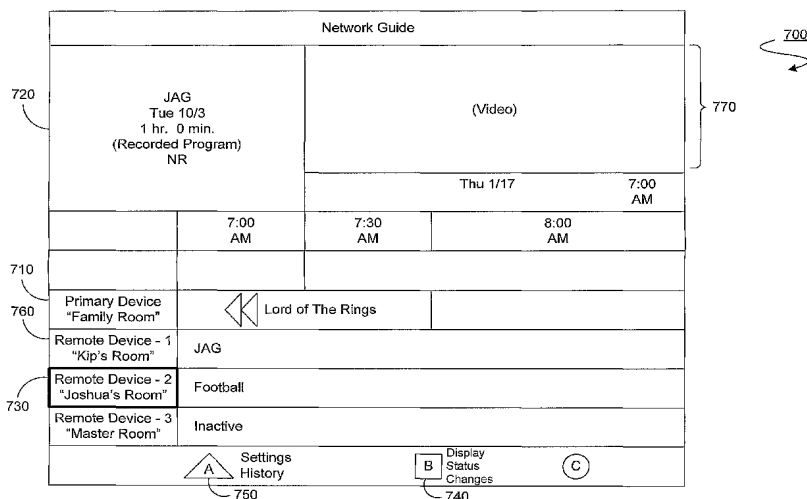 Network Guide
700
720
JAG
Tue 10/3
1 hr. 0 min.
(Recorded Program)
NR
(Video)
770
Thu 1/17
7:00
AM
7:00
AM
7:30
AM
8:00
AM
710
Primary Device
"Family Room"
Lord of The Rings
760
Remote Device - 1
"Kip's Room"
JAG
730
Remote Device - 2
"Joshua's Room"
Football
Remote Device - 3
"Master Room"
Inactive
A
Settings
History
B
Display
Status
Changes
C
750
740